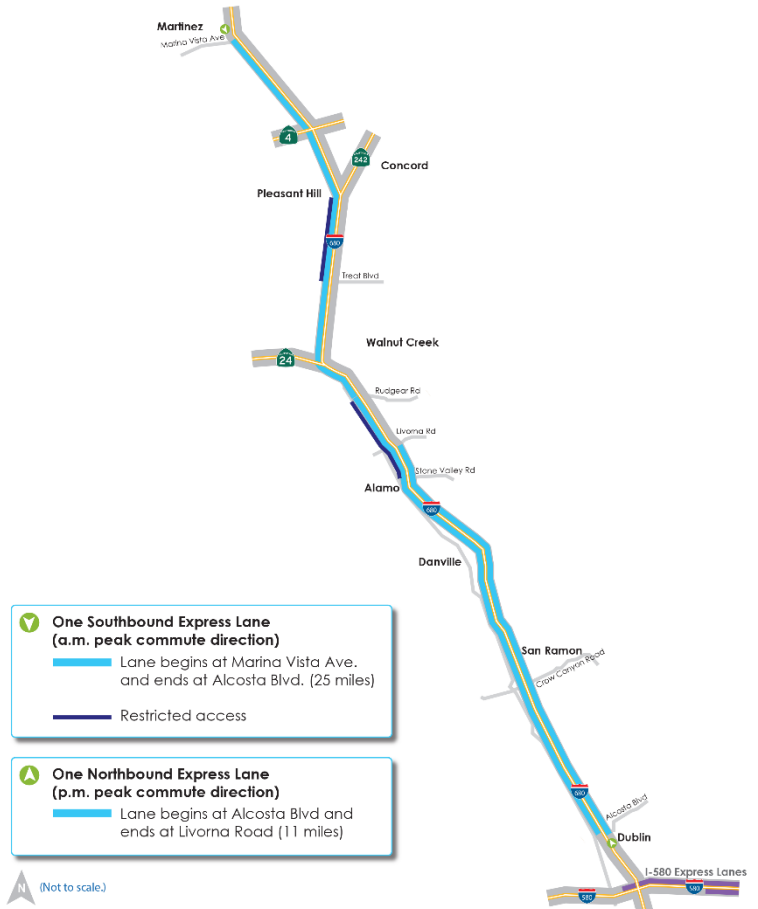 Martinez
Marina Vista Ave
4
242
Concord
Pleasant Hill
680
Treat Blvd
Walnut Creek
24
Rudgear Rd
Livorna Rd
Stone Valley Rd
Alamo
680
Danville
One Southbound Express Lane
(a.m. peak commute direction)
Lane begins at Marina Vista Ave.
and ends at Alcosta Blvd. (25 miles)
Restricted access
San Ramon
Crow Canyon Road
One Northbound Express Lane
(p.m. peak commute direction)
Lane begins at Alcosta Blvd and
ends at Livorna Road (11 miles)
680
Alcosta Blvd
Dublin
I-580 Express Lanes
580
580
N
(Not to scale.)